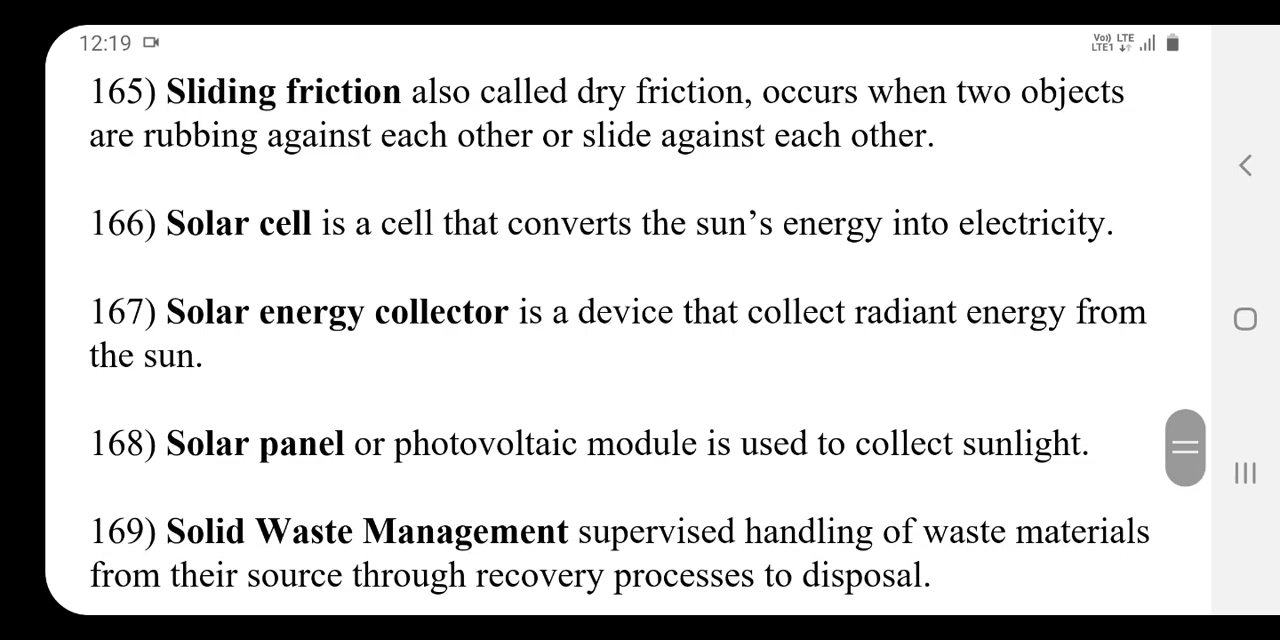 12:19
Vo)) LTE
LTE1
165) Sliding friction also called dry friction, occurs when two objects
are rubbing against each other or slide against each other.
166) Solar cell is a cell that converts the sun’s energy into electricity.
167) Solar energy collector is a device that collect radiant energy from
the sun.
168) Solar panel or photovoltaic module is used to collect sunlight.
169) Solid Waste Management supervised handling of waste materials
from their source through recovery processes to disposal.